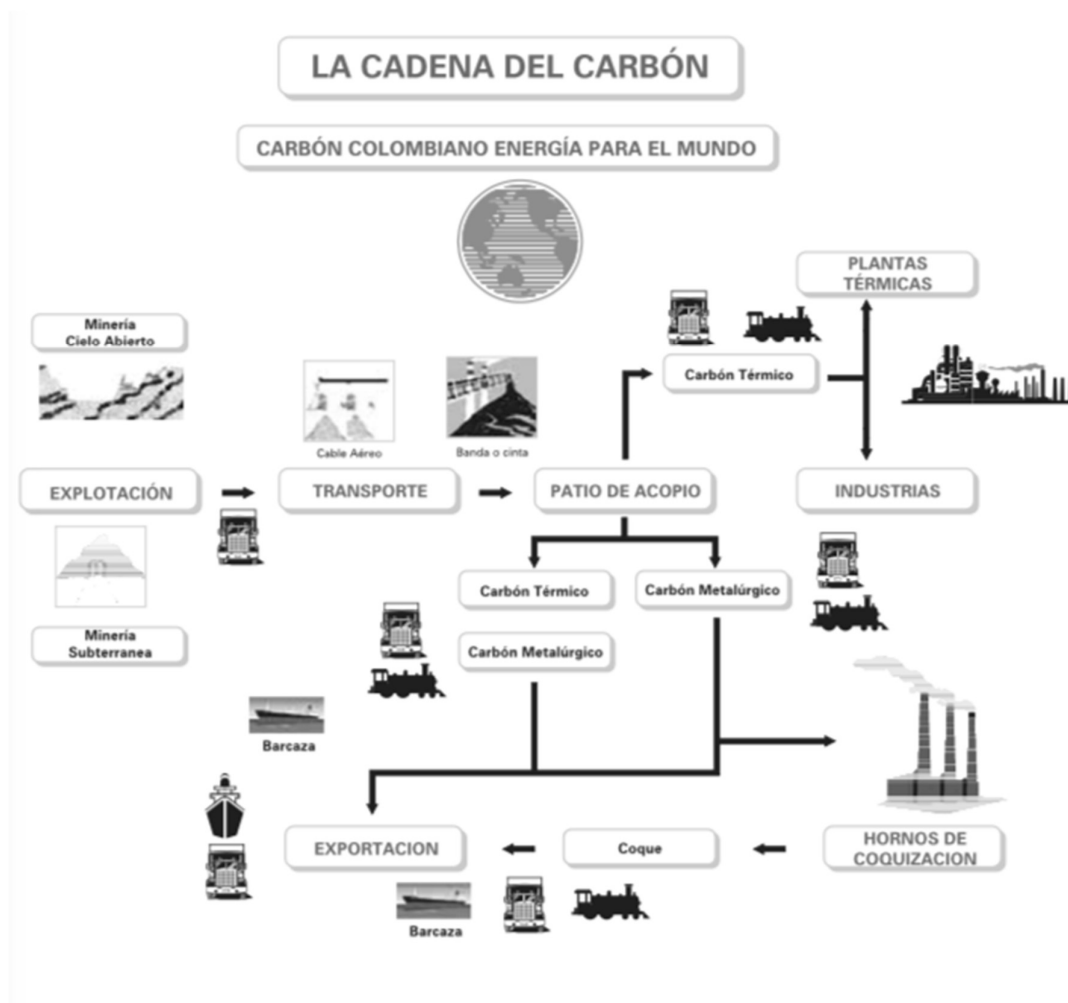 LA CADENA DEL CARBÓN
CARBÓN COLOMBIANO ENERGÍA PARA EL MUNDO
PLANTAS
TÉRMICAS
Minería
Cielo Abierto
Carbón Térmico
Cable Aéreo
Banda o cinta
EXPLOTACIÓN
TRANSPORTE
PATIO DE ACOPIO
INDUSTRIAS
Carbón Térmico
Carbón Metalúrgico
Minería
Subterranea
Carbón Metalúrgico
Barcaza
EXPORTACION
Coque
HORNOS DE
COQUIZACION
Barcaza